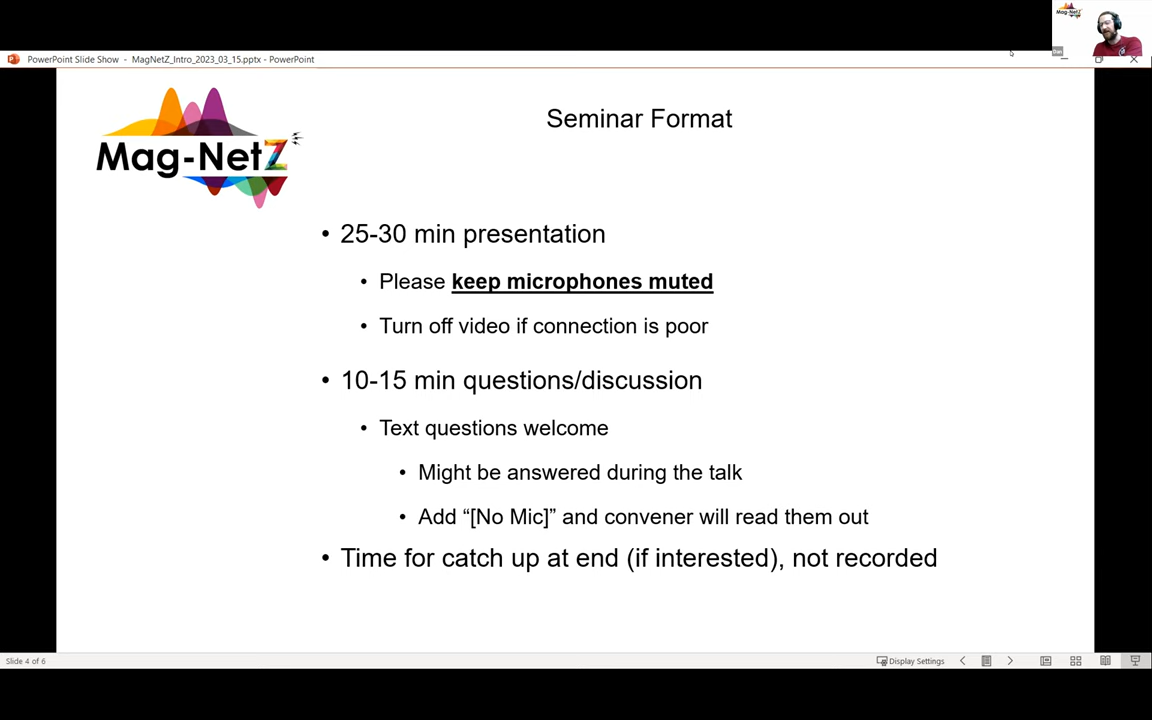 Mag-NetZ
Dan
PowerPoint Slide Show - MagNetZ_Intro_2023_03_15.pptx - PowerPoint
Mag-NetZ
Seminar Format
• 25-30 min presentation
• Please keep microphones muted
• Turn off video if connection is poor
• 10-15 min questions/discussion
• Text questions welcome
• Might be answered during the talk
• Add “[No Mic]” and convener will read them out
• Time for catch up at end (if interested), not recorded
Slide 4 of 6
Display Settings